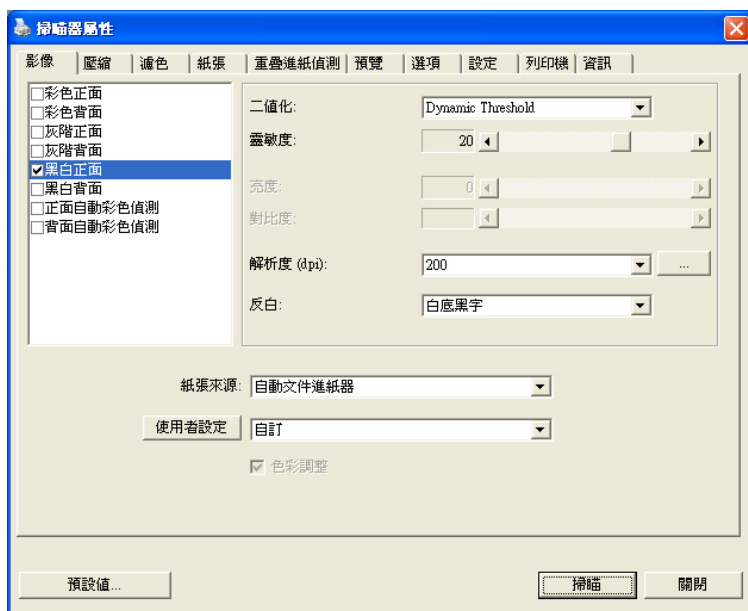 掃瞄器屬性
影像 壓縮 濾色 紙張 重疊進紙偵測 預覽 選項 設定 列印機 資訊
彩色正面
彩色背面
灰階正面
灰階背面
黑白正面
黑白背面
正面自動彩色偵測
背面自動彩色偵測
二值化: Dynamic Threshold
靈敏度: 20
亮度: 0
對比度:
解析度 (dpi): 200 ...
反白: 白底黑字
紙張來源: 自動文件進紙器
使用者設定 自訂
色彩調整
預設值... 掃瞄 關閉